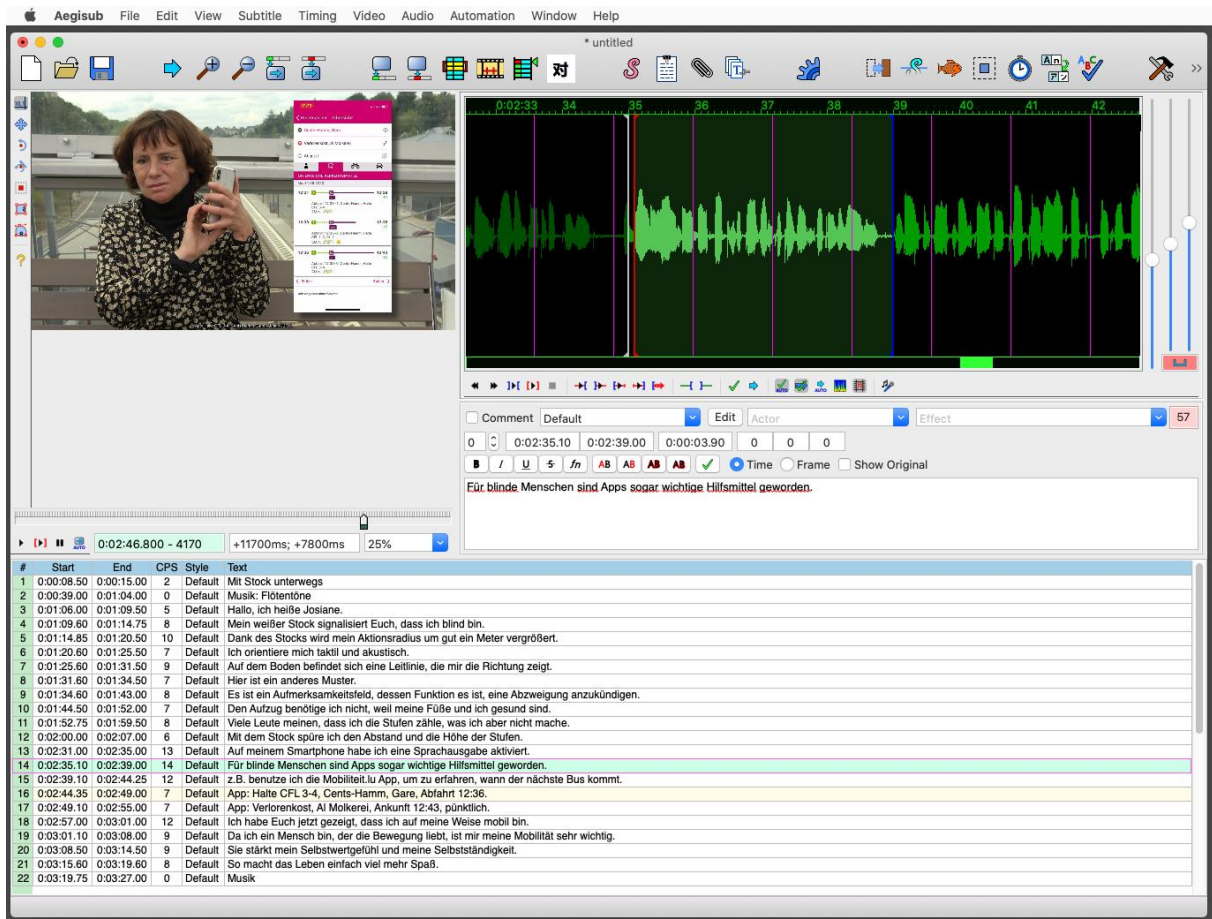 Aegisub File Edit View Subtitle Timing Video Audio Automation Window Help
* untitled
对
0:02:33 34 35 36 37 38 39 40 41 42
Comment Default Edit Actor Effect 57
0 0:02:35.10 0:02:39.00 0:00:03.90 0 0 0
B I U S fn AB AB AB AB Time Frame Show Original
Für blinde Menschen sind Apps sogar wichtige Hilfsmittel geworden.
AUTO 0:02:46.800 - 4170 +11700ms; +7800ms 25%
# Start End CPS Style Text
1 0:00:08.50 0:00:15.00 2 Default Mit Stock unterwegs
2 0:00:39.00 0:01:04.00 0 Default Musik: Flötentöne
3 0:01:06.00 0:01:09.50 5 Default Hallo, ich heiße Josiane.
4 0:01:09.60 0:01:14.75 8 Default Mein weißer Stock signalisiert Euch, dass ich blind bin.
5 0:01:14.85 0:01:20.50 10 Default Dank des Stocks wird mein Aktionsradius um gut ein Meter vergrößert.
6 0:01:20.60 0:01:25.50 7 Default Ich orientiere mich taktil und akustisch.
7 0:01:25.60 0:01:31.50 9 Default Auf dem Boden befindet sich eine Leitlinie, die mir die Richtung zeigt.
8 0:01:31.60 0:01:34.50 7 Default Hier ist ein anderes Muster.
9 0:01:34.60 0:01:43.00 8 Default Es ist ein Aufmerksamkeitsfeld, dessen Funktion es ist, eine Abzweigung anzukündigen.
10 0:01:44.50 0:01:52.00 7 Default Den Aufzug benötige ich nicht, weil meine Füße und ich gesund sind.
11 0:01:52.75 0:01:59.50 8 Default Viele Leute meinen, dass ich die Stufen zähle, was ich aber nicht mache.
12 0:02:00.00 0:02:07.00 6 Default Mit dem Stock spüre ich den Abstand und die Höhe der Stufen.
13 0:02:31.00 0:02:35.00 13 Default Auf meinem Smartphone habe ich eine Sprachausgabe aktiviert.
14 0:02:35.10 0:02:39.00 14 Default Für blinde Menschen sind Apps sogar wichtige Hilfsmittel geworden.
15 0:02:39.10 0:02:44.25 12 Default z.B. benutze ich die Mobiliteit.lu App, um zu erfahren, wann der nächste Bus kommt.
16 0:02:44.35 0:02:49.00 7 Default App: Halte CFL 3-4, Cents-Hamm, Gare, Abfahrt 12:36.
17 0:02:49.10 0:02:55.00 7 Default App: Verlorenkost, Al Molkerei, Ankunft 12:43, pünktlich.
18 0:02:57.00 0:03:01.00 12 Default Ich habe Euch jetzt gezeigt, dass ich auf meine Weise mobil bin.
19 0:03:01.10 0:03:08.00 9 Default Da ich ein Mensch bin, der die Bewegung liebt, ist mir meine Mobilität sehr wichtig.
20 0:03:08.50 0:03:14.50 9 Default Sie stärkt mein Selbstwertgefühl und meine Selbstständigkeit.
21 0:03:15.60 0:03:19.60 8 Default So macht das Leben einfach viel mehr Spaß.
22 0:03:19.75 0:03:27.00 0 Default Musik